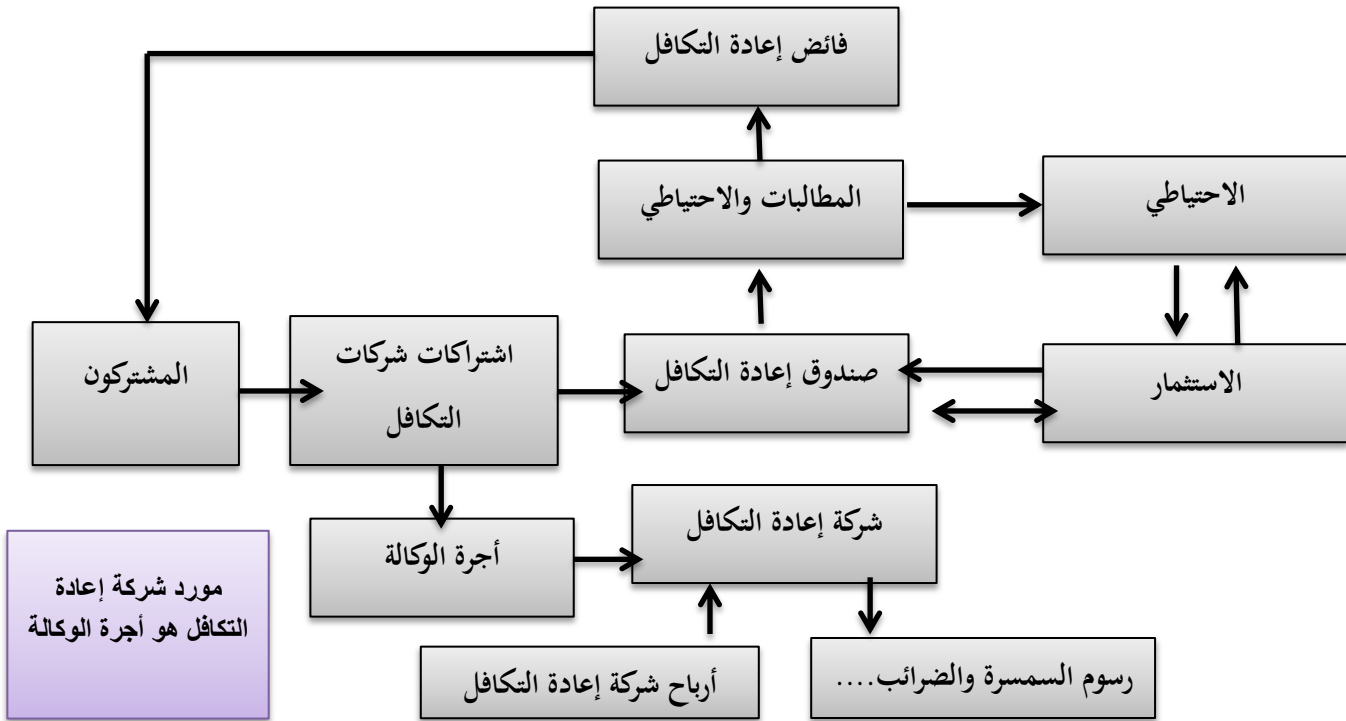 فائض إعادة التكافل
المطالبات والاحتياطي
الاحتياطي
المشتركون
اشتراكات شركات
التكافل
صندوق إعادة التكافل
الاستثمار
شركة إعادة التكافل
أجرة الوكالة
مورد شركة إعادة
التكافل هو أجرة الوكالة
أرباح شركة إعادة التكافل
رسوم السمسرة والضرائب....